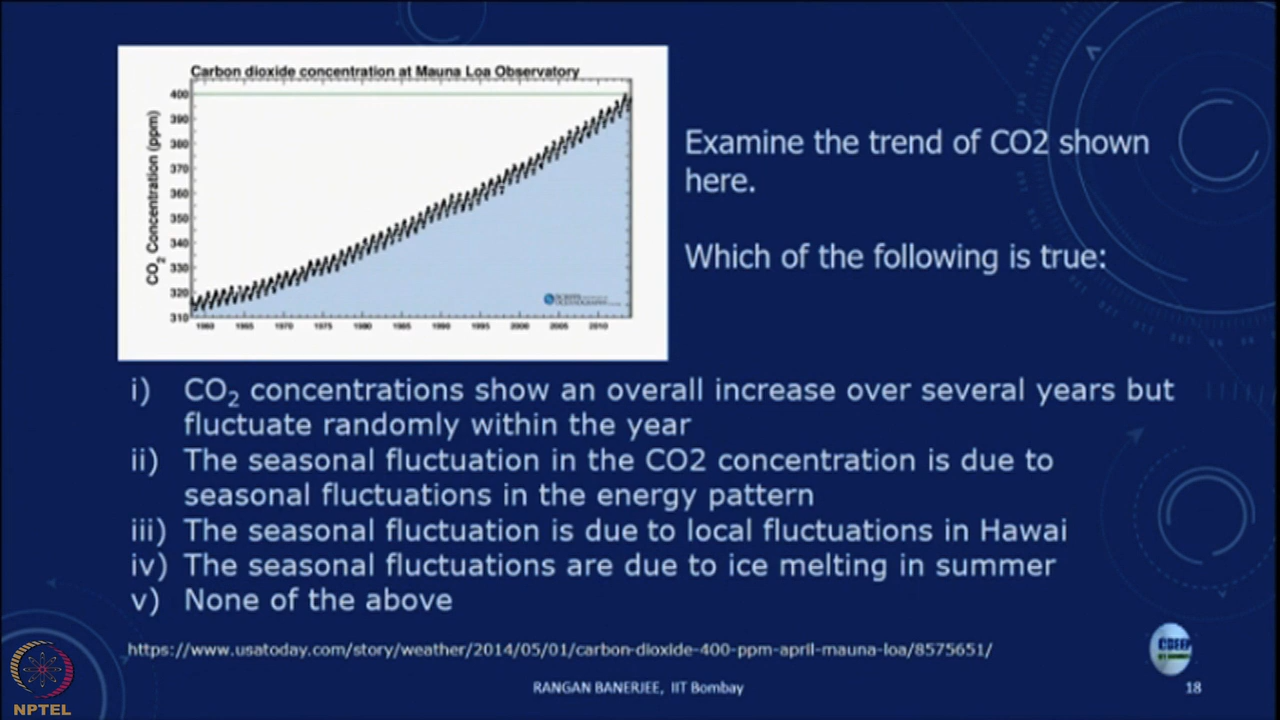 Carbon dioxide concentration at Mauna Loa Observatory
CO2 Concentration (ppm)
400
390
380
370
360
350
340
330
320
310
1960 1965 1970 1975 1980 1985 1990 1995 2000 2005 2010
Examine the trend of CO2 shown
here.
Which of the following is true:
i) CO₂ concentrations show an overall increase over several years but
fluctuate randomly within the year
ii) The seasonal fluctuation in the CO2 concentration is due to
seasonal fluctuations in the energy pattern
iii) The seasonal fluctuation is due to local fluctuations in Hawai
iv) The seasonal fluctuations are due to ice melting in summer
v) None of the above
https://www.usatoday.com/story/weather/2014/05/01/carbon-dioxide-400-ppm-april-mauna-loa/8575651/
RANGAN BANERJEE, IIT Bombay
18
CDEEP
IIT BOMBAY
NPTEL